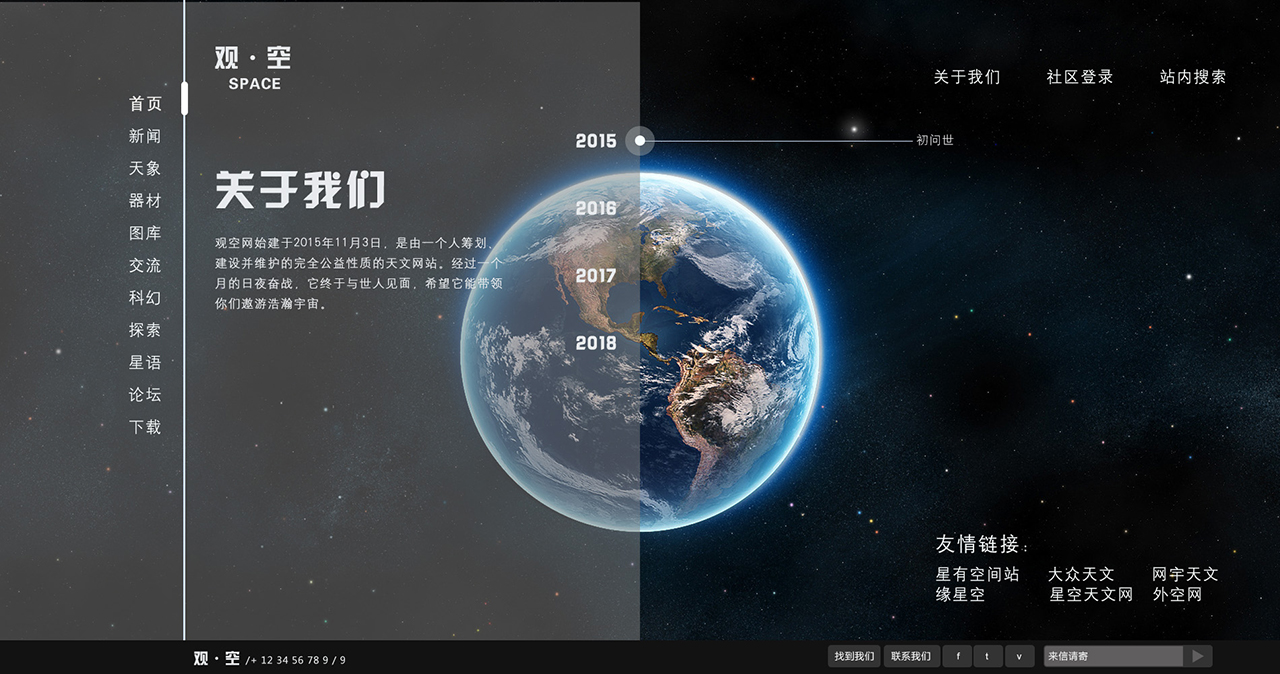 观·空
SPACE
关于我们 社区登录 站内搜索
首页
新闻
天象
器材
图库
交流
科幻
探索
星语
论坛
下载
关于我们
观空网始建于2015年11月3日，是由一个人筹划、
建设并维护的完全公益性质的天文网站。经过一个
月的日夜奋战，它终于与世人见面，希望它能带领
你们遨游浩瀚宇宙。
2015 初问世
2016
2017
2018
友情链接：
星有空间站 大众天文 网宇天文
缘星空 星空天文网 外空网
观·空 /+ 12 34 56 78 9 / 9
找到我们 联系我们 f t v 来信请寄